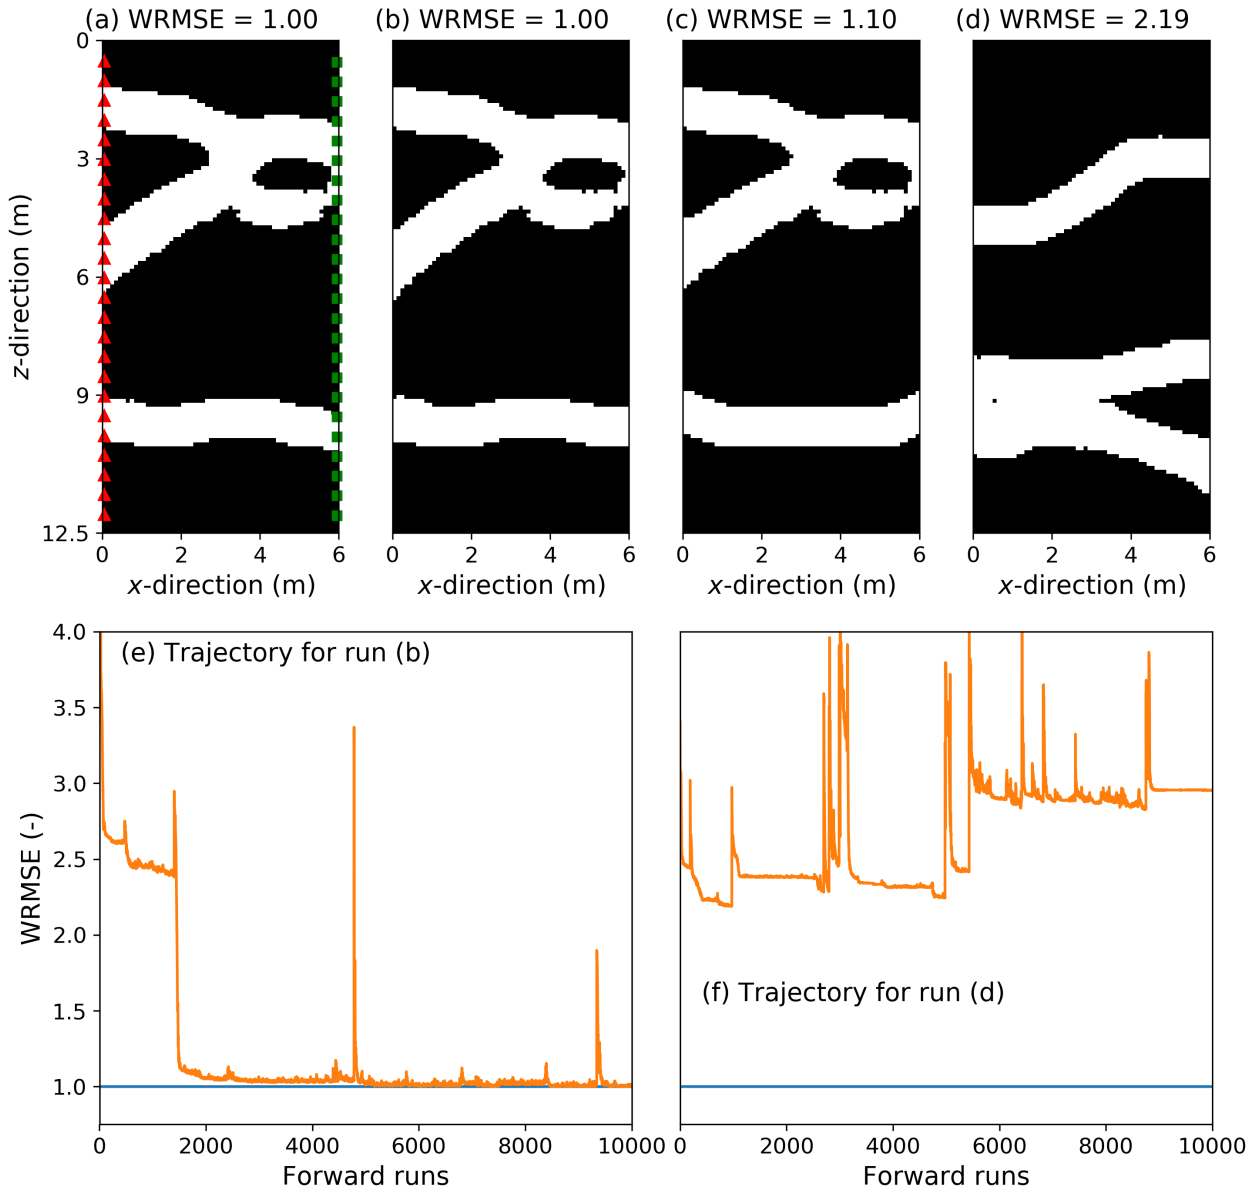 (a) WRMSE = 1.00 (b) WRMSE = 1.00 (c) WRMSE = 1.10 (d) WRMSE = 2.19
0
3
6
9
12.5
z-direction (m)
0 2 4 6 0 2 4 6 0 2 4 6 0 2 4 6
x-direction (m) x-direction (m) x-direction (m) x-direction (m)
4.0
(e) Trajectory for run (b)
3.5
3.0
2.5
2.0
1.5
1.0
WRMSE (-)
(f) Trajectory for run (d)
0 2000 4000 6000 8000 10000 0 2000 4000 6000 8000 10000
Forward runs Forward runs